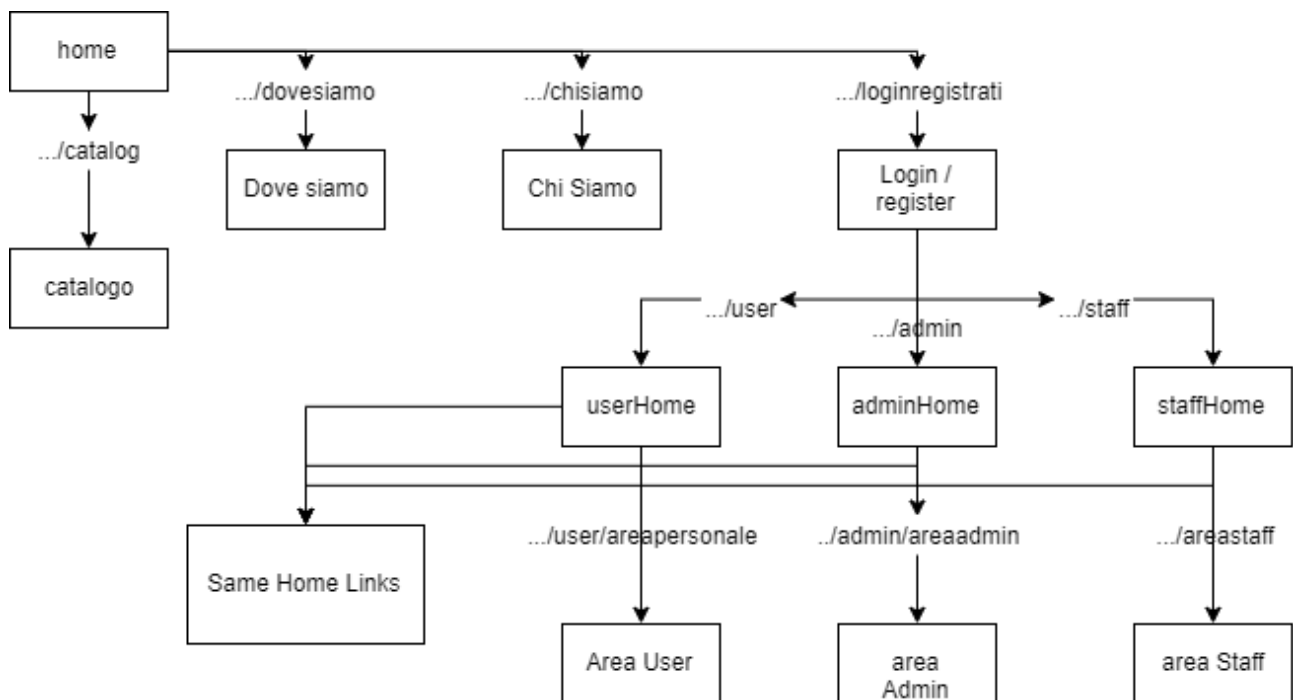 home
.../dovesiamo
.../chisiamo
.../loginregistrati
.../catalog
Dove siamo
Chi Siamo
Login /
register
catalogo
.../user
.../admin
.../staff
userHome
adminHome
staffHome
Same Home Links
.../user/areapersonale
../admin/areaadmin
.../areastaff
Area User
area
Admin
area Staff